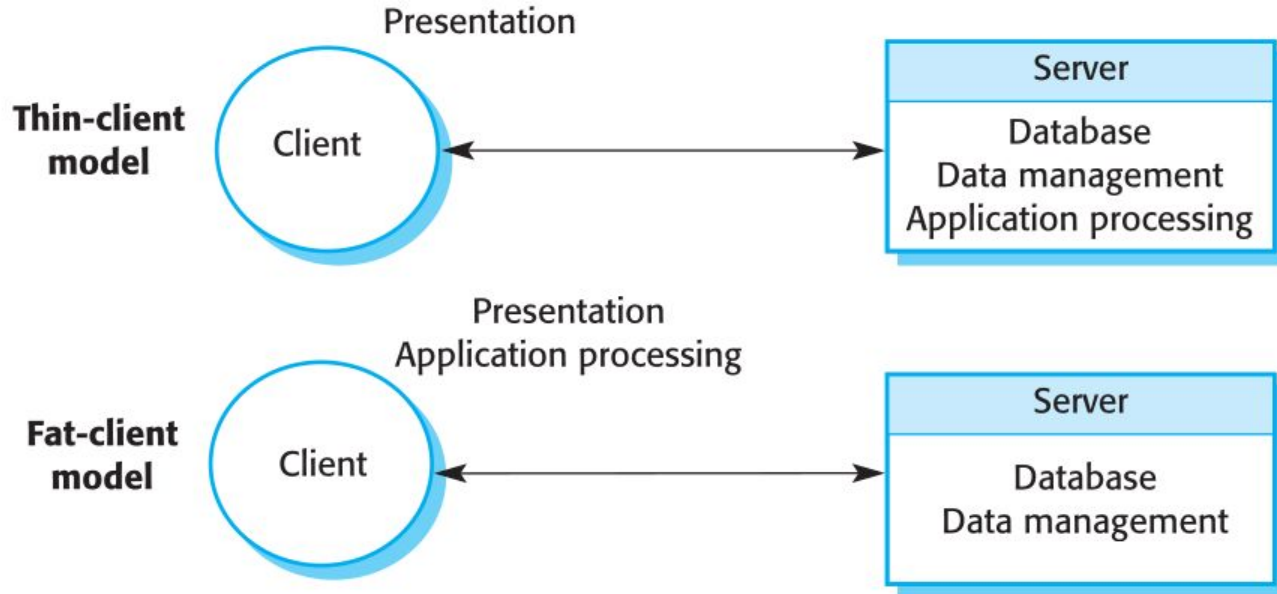 Presentation
Thin-client
model
Client
Server
Database
Data management
Application processing
Presentation
Application processing
Fat-client
model
Client
Server
Database
Data management